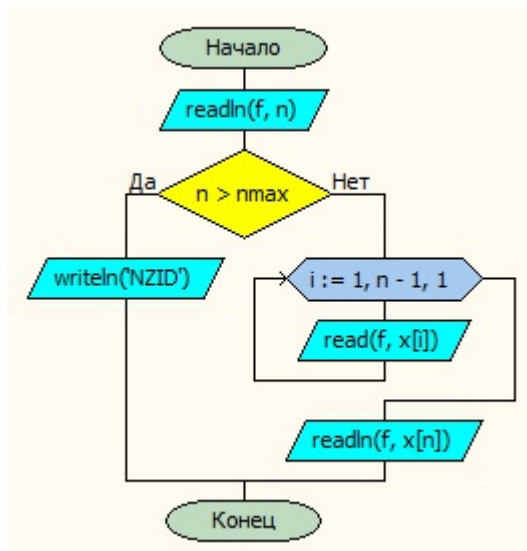 Начало
readln(f, n)
Да
n > nmax
Нет
writeln('NZID')
i := 1, n - 1, 1
read(f, x[i])
readln(f, x[n])
Конец